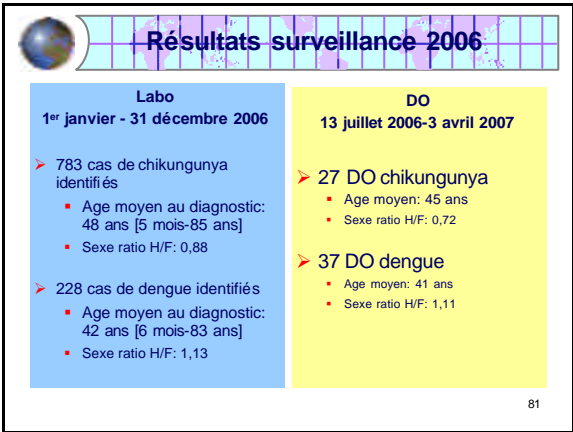 Résultats surveillance 2006
Labo
1er janvier - 31 décembre 2006
➢ 783 cas de chikungunya
identifiés
▪ Age moyen au diagnostic:
48 ans [5 mois-85 ans]
▪ Sexe ratio H/F: 0,88
➢ 228 cas de dengue identifiés
▪ Age moyen au diagnostic:
42 ans [6 mois-83 ans]
▪ Sexe ratio H/F: 1,13
DO
13 juillet 2006-3 avril 2007
➢ 27 DO chikungunya
▪ Age moyen: 45 ans
▪ Sexe ratio H/F: 0,72
➢ 37 DO dengue
▪ Age moyen: 41 ans
▪ Sexe ratio H/F: 1,11
81